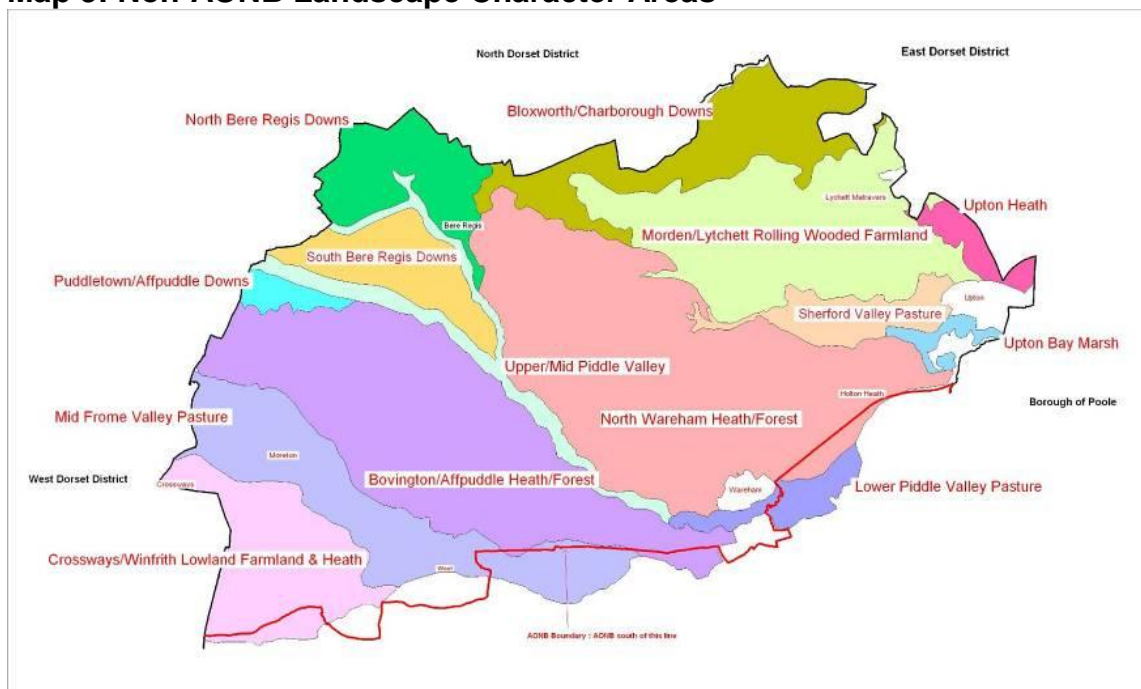 Map 3: Non-AONB Landscape Character Areas
North Dorset District
East Dorset District
North Bere Regis Downs
Bloxworth/Charborough Downs
Lychett Matravers
Upton Heath
Bere Regis
Morden/Lytchett Rolling Wooded Farmland
South Bere Regis Downs
Puddletown/Affpuddle Downs
Upton
Sherford Valley Pasture
Upton Bay Marsh
Upper/Mid Piddle Valley
Holton Heath
Borough of Poole
Mid Frome Valley Pasture
North Wareham Heath/Forest
Moreton
West Dorset District
Crossways
Bovington/Affpuddle Heath/Forest
Wareham
Lower Piddle Valley Pasture
Crossways/Winfrith Lowland Farmland & Heath
Wool
AONB Boundary : AONB south of this line